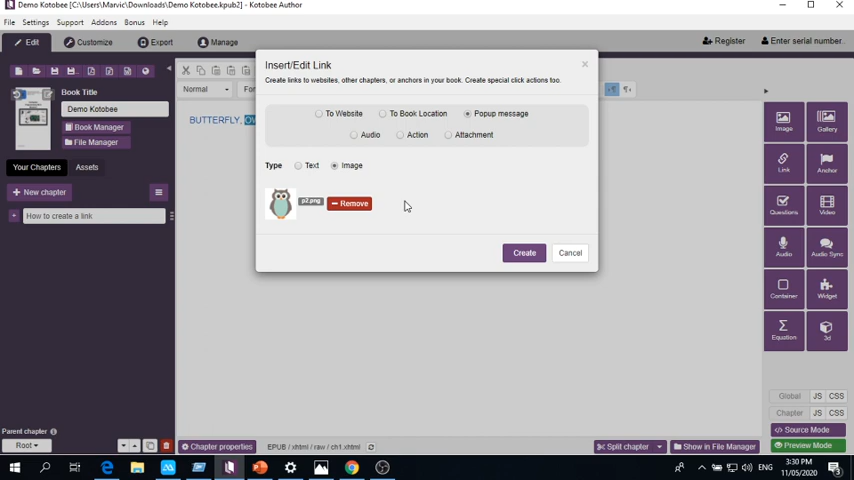 Demo Kotobee [C:\Users\Marvic\Downloads\Demo Kotobee.kpub2] - Kotobee Author
File Settings Support Addons Bonus Help
Edit Customize Export Manage Register Enter serial number..
Insert/Edit Link
Create links to websites, other chapters, or anchors in your book. Create special click actions too.
To Website To Book Location Popup message
Audio Action Attachment
Type Text Image
p2.png Remove
Create Cancel
Book Title
Demo Kotobee
Book Manager
File Manager
Your Chapters Assets
New chapter
How to create a link
Normal
BUTTERFLY,
Image Gallery
Link Anchor
Questions Video
Audio Audio Sync
Container Widget
Equation 3d
Global JS CSS
Chapter JS CSS
Source Mode
Preview Mode
Parent chapter
Root
Chapter properties EPUB / xhtml / raw / ch1.xhtml Split chapter Show in File Manager
ENG
3:30 PM
11/05/2020
3